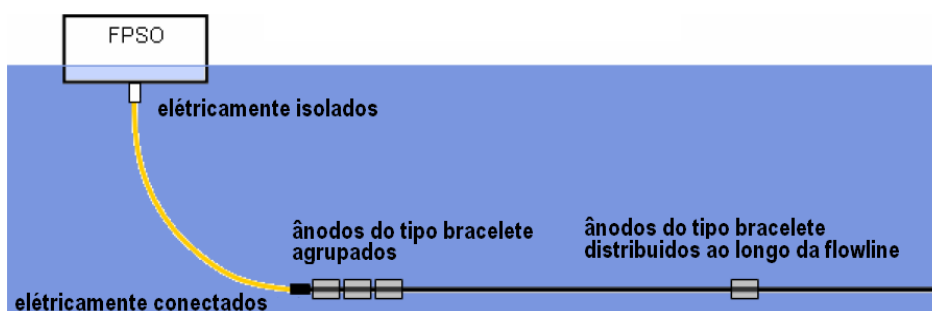 FPSO
elétricamente isolados
ânodos do tipo bracelete
agrupados
ânodos do tipo bracelete
distribuidos ao longo da flowline
elétricamente conectados